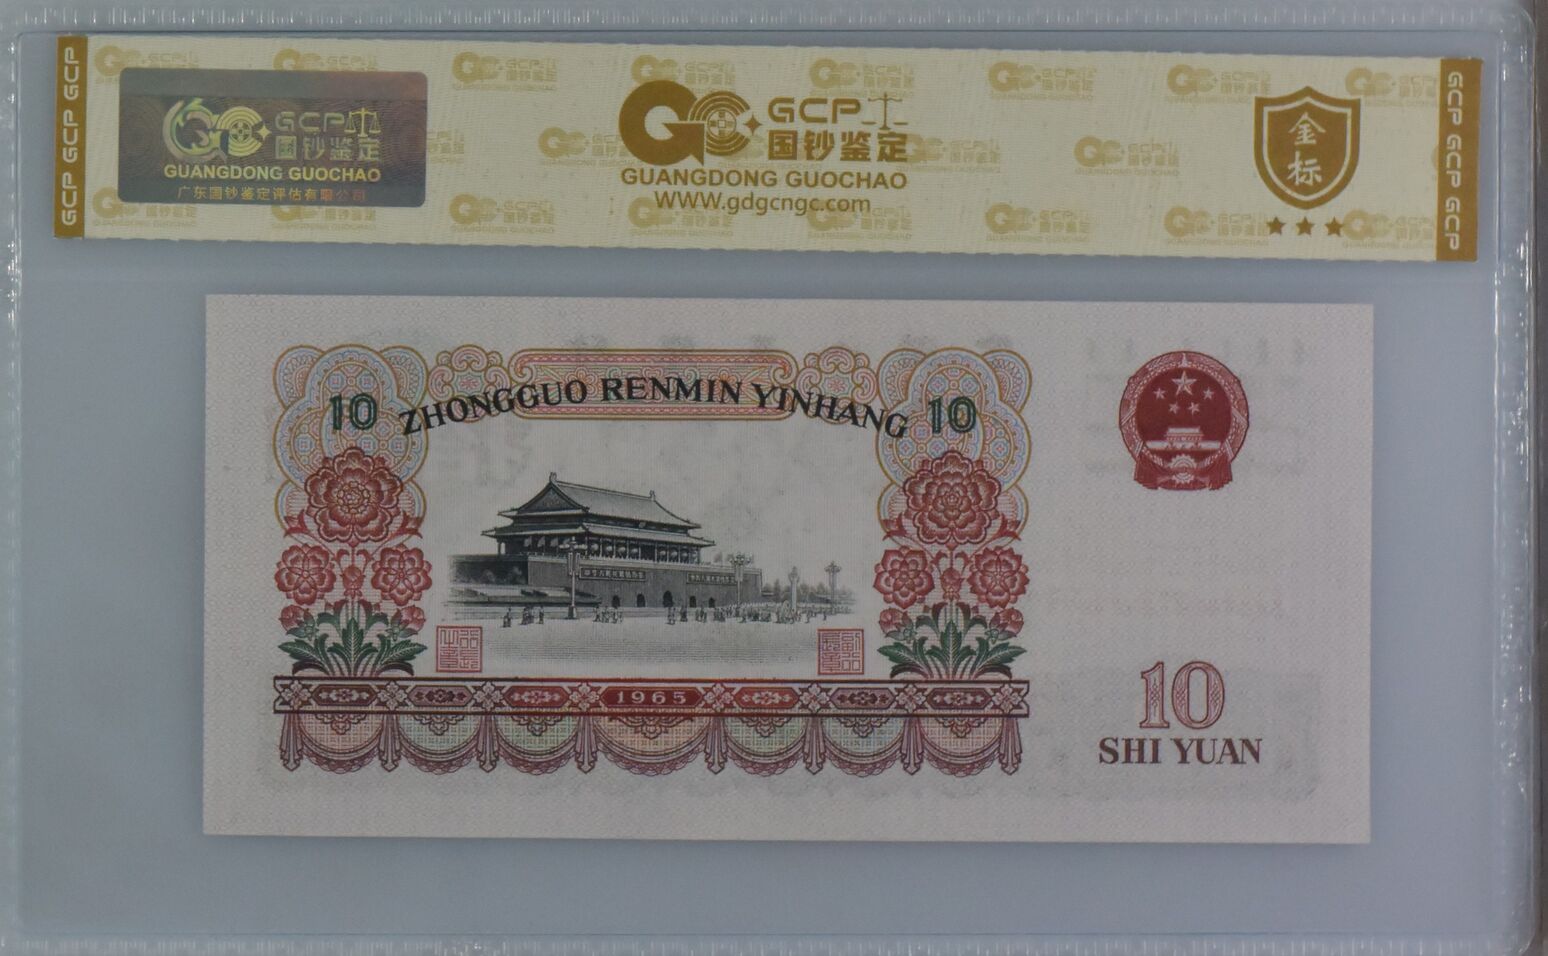 GCP GCP GCP
GCP
国钞鉴定
GUANGDONG GUOCHAO
广东国钞鉴定评估有限公司
GCP
国钞鉴定
GUANGDONG GUOCHAO
WWW.gdgcngc.com
金标
GCP GCP GCP
10 ZHONGGUO RENMIN YINHANG 10
1965
10
SHI YUAN